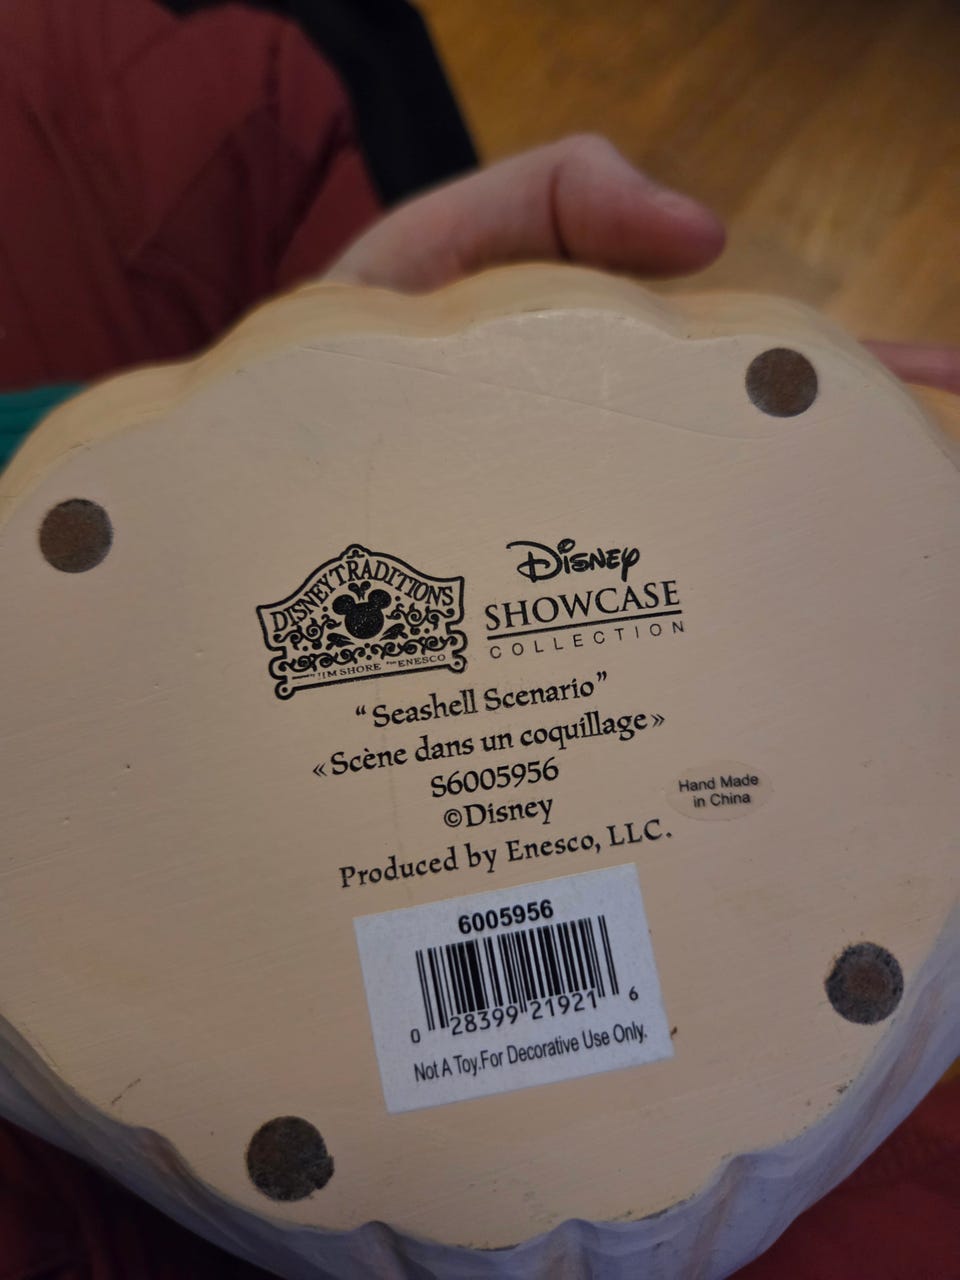 DISNEY TRADITIONS
JIM SHORE FOR ENESCO
Disney
SHOWCASE
COLLECTION
“Seashell Scenario”
«Scène dans un coquillage»
S6005956
©Disney
Produced by Enesco, LLC.
Hand Made
in China
6005956
0 28399 21921 6
Not A Toy.For Decorative Use Only.